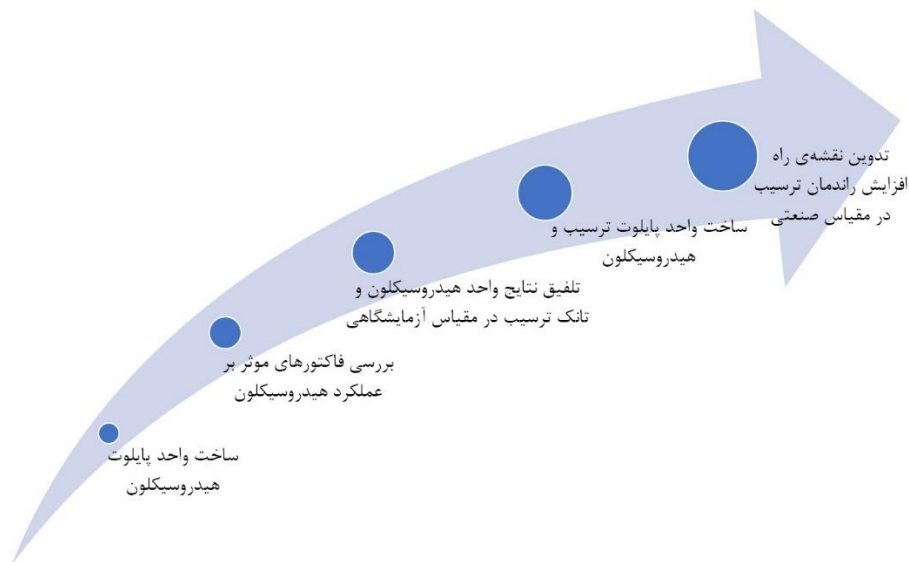 ساخت واحد پایلوت
هیدروسیکلون
بررسی فاکتورهای موثر بر
عملکرد هیدروسیکلون
تلفیق نتایج واحد هیدروسیکلون و
تانک ترسیب در مقیاس آزمایشگاهی
ساخت واحد پایلوت ترسیب و
هیدروسیکلون
تدوین نقشه‌ی راه
افزایش راندمان ترسیب
در مقیاس صنعتی